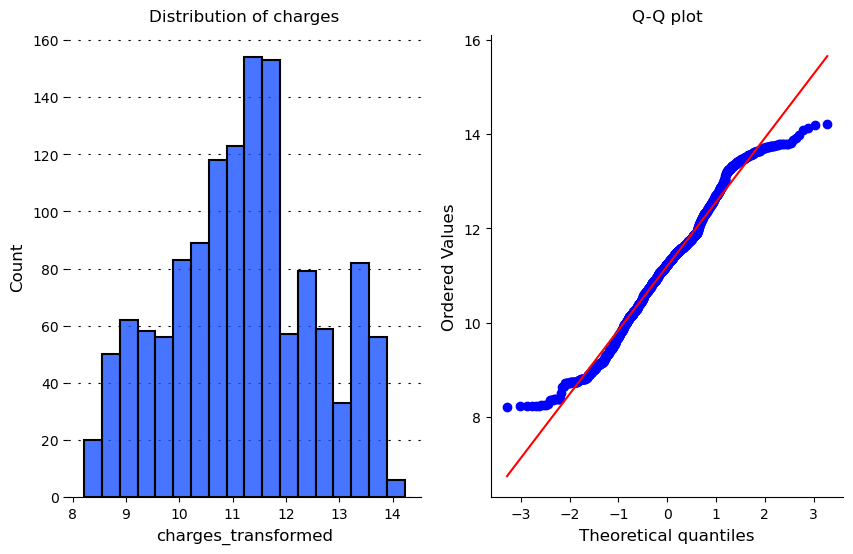 Distribution of charges
160
140
120
100
80
60
40
20
0
Count
8 9 10 11 12 13 14
charges_transformed
Q-Q plot
16
14
12
10
8
Ordered Values
−3 −2 −1 0 1 2 3
Theoretical quantiles